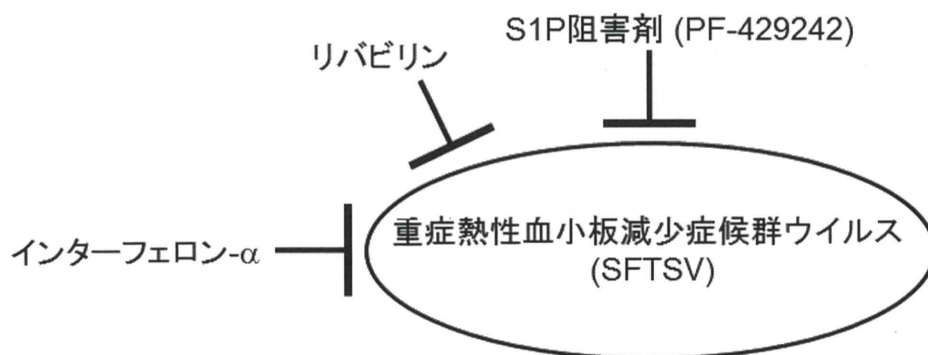 S1P阻害剤 (PF-429242)
リバビリン
重症熱性血小板減少症候群ウイルス
(SFTSV)
インターフェロン-α